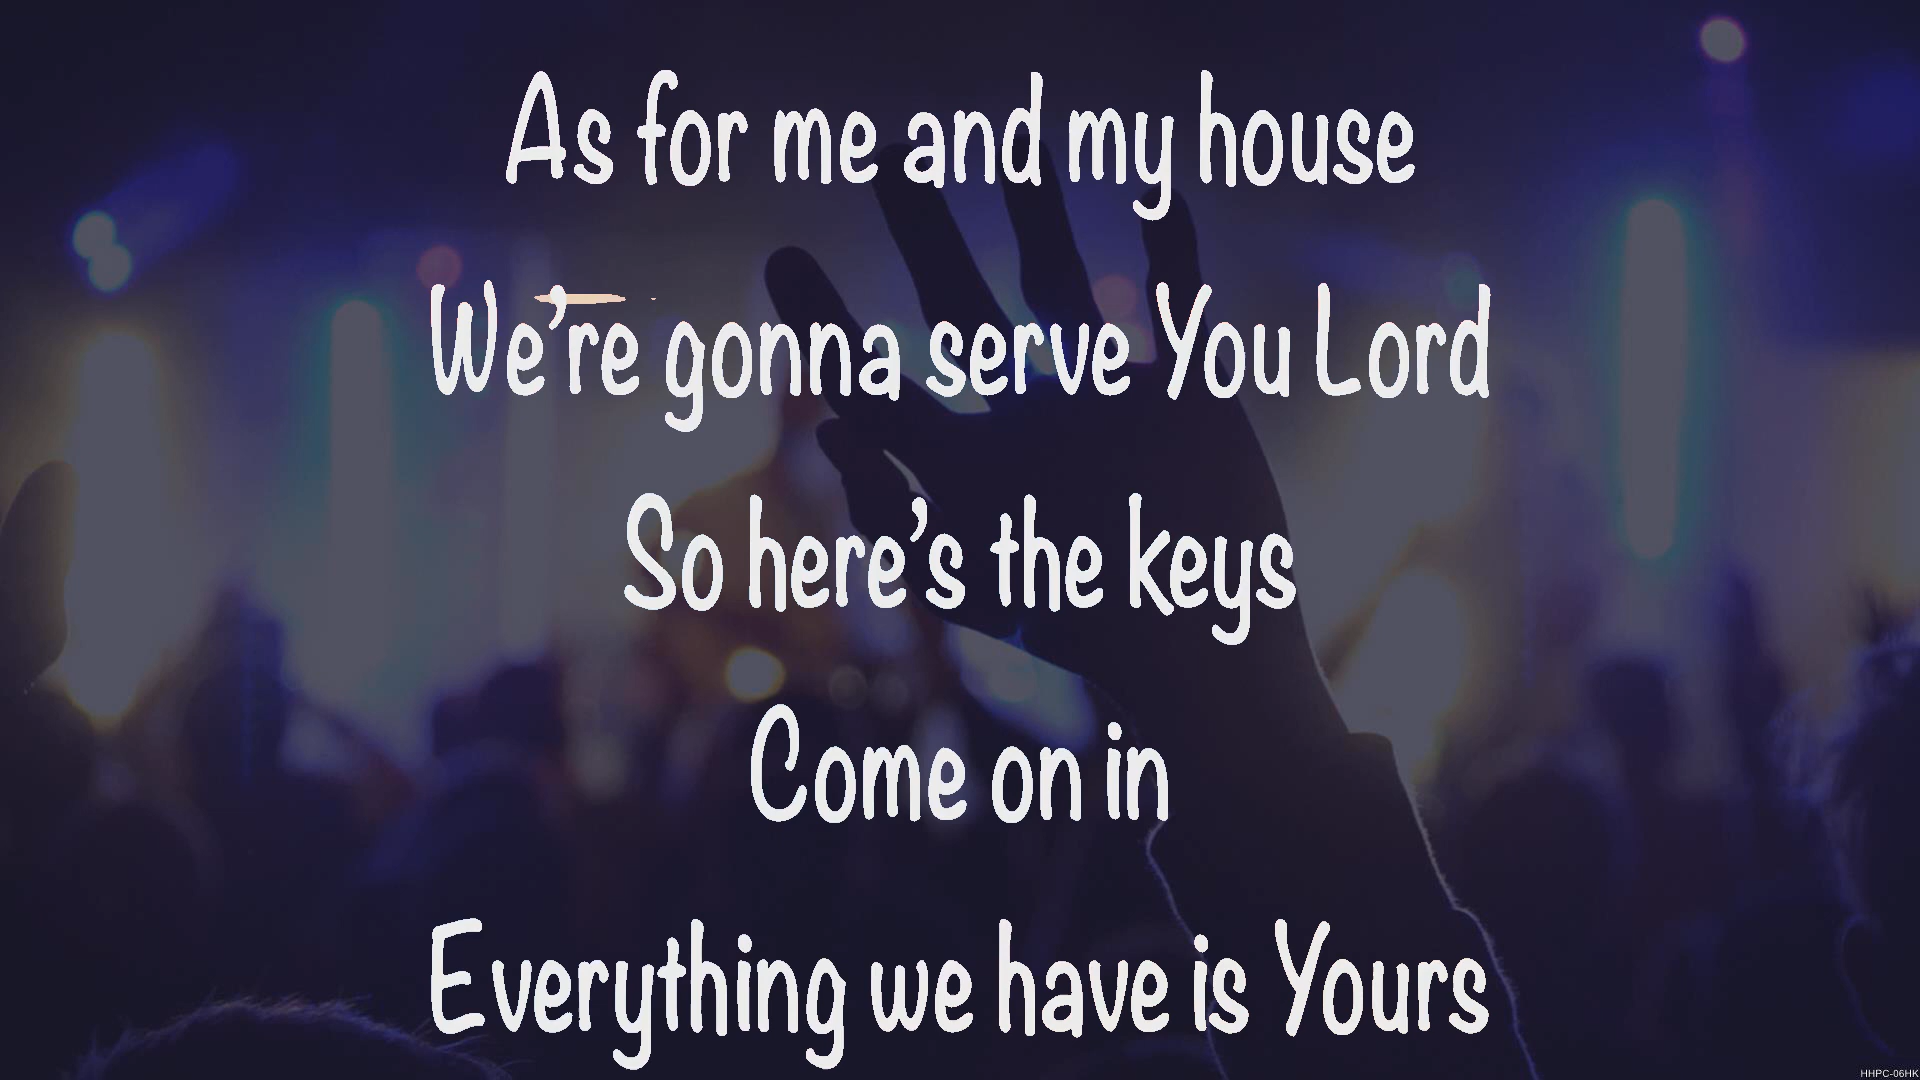 As for me and my house
We’re gonna serve You Lord
So here’s the keys
Come on in
Everything we have is Yours
HHPC-06HK